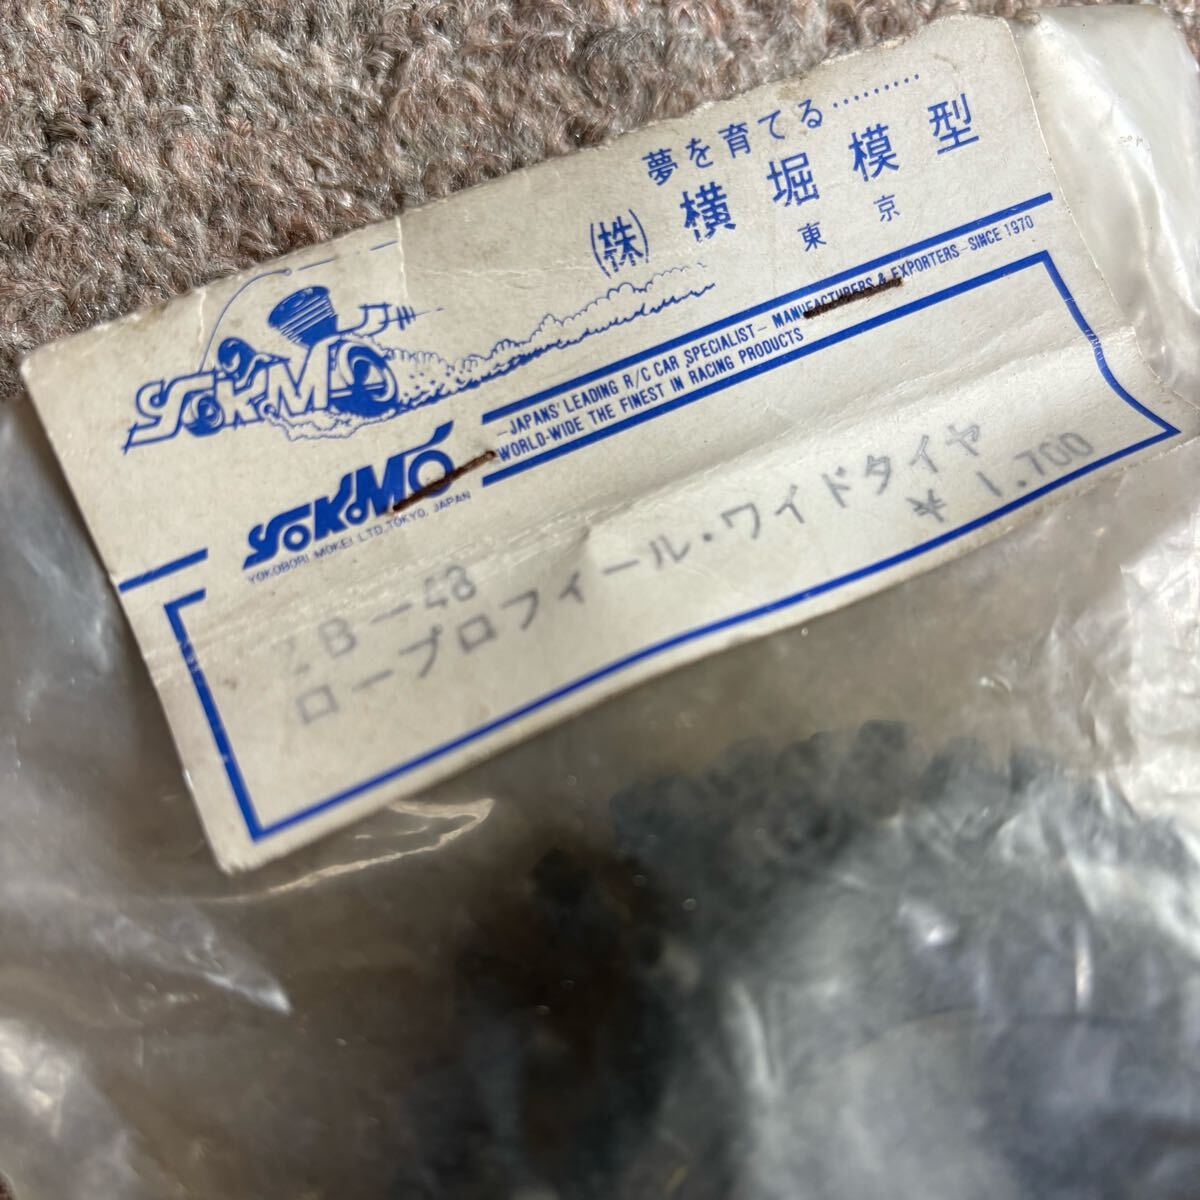 夢を育てる………
(株)横堀模型
東京
YOKOMO
YOKOMO
YOKOBORI MOKEI LTD.,TOKYO, JAPAN
—JAPANS' LEADING R/C CAR SPECIALIST— MANUFACTURERS & EXPORTERS—SINCE 1970
WORLD-WIDE THE FINEST IN RACING PRODUCTS
ZB-48
ロープロフィール・ワイドタイヤ
¥1,700